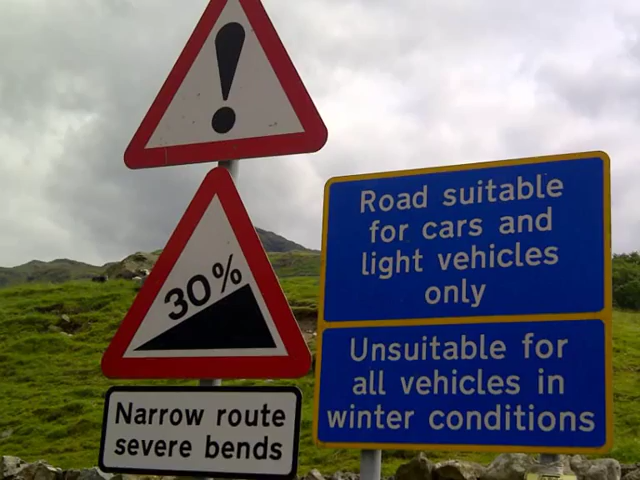 !
30%
Narrow route
severe bends
Road suitable
for cars and
light vehicles
only
Unsuitable for
all vehicles in
winter conditions